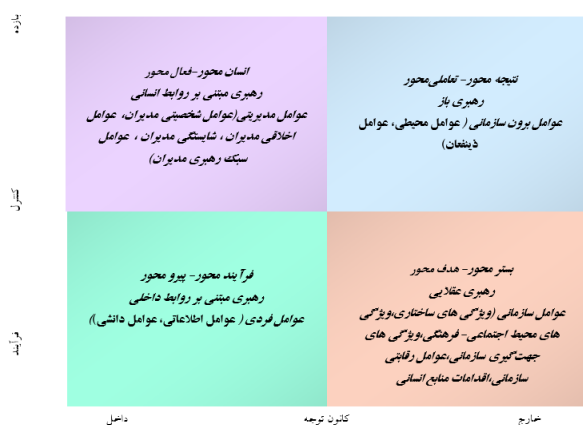 بازده
انسان محور-فعال محور
رهبری مبتنی بر روابط انسانی
عوامل مدیریتی(عوامل شخصیتی مدیران، عوامل
اخلاقی مدیران ، شایستگی مدیران ، عوامل
سبک رهبری مدیران)
نتیجه محور- تعاملی‌محور
رهبری باز
عوامل برون سازمانی ( عوامل محیطی، عوامل
ذینفعان)
کنترل
فرآیند محور- پیرو محور
رهبری مبتنی بر روابط داخلی
عوامل فردی ( عوامل اطلاعاتی، عوامل دانشی))
بستر محور- هدف محور
رهبری عقلایی
عوامل سازمانی (ویژگی های ساختاری،ویژگی
های محیط اجتماعی- فرهنگی،ویژگی های
جهت‌گیری سازمانی،عوامل رقابتی
سازمانی،اقدامات منابع انسانی
فرآیند
داخل
کانون توجه
خارج